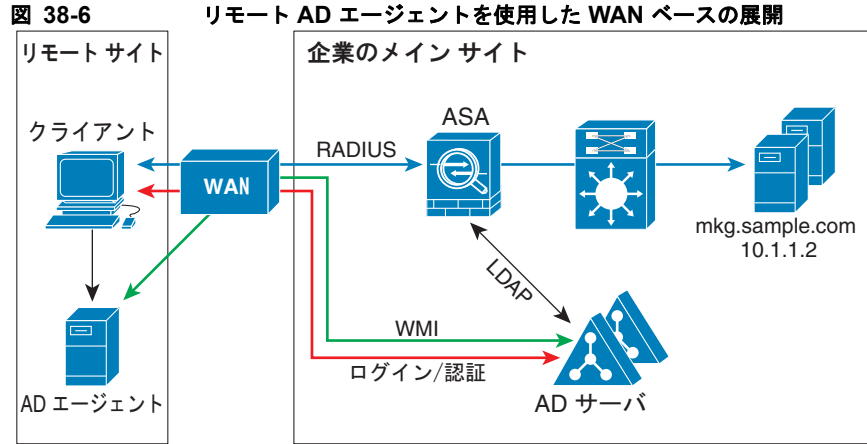 図 38-6 リモート AD エージェントを使用した WAN ベースの展開
リモート サイト
企業のメイン サイト
クライアント
ASA
RADIUS
WAN
mkg.sample.com
10.1.1.2
LDAP
WMI
ログイン/認証
AD エージェント
AD サーバ